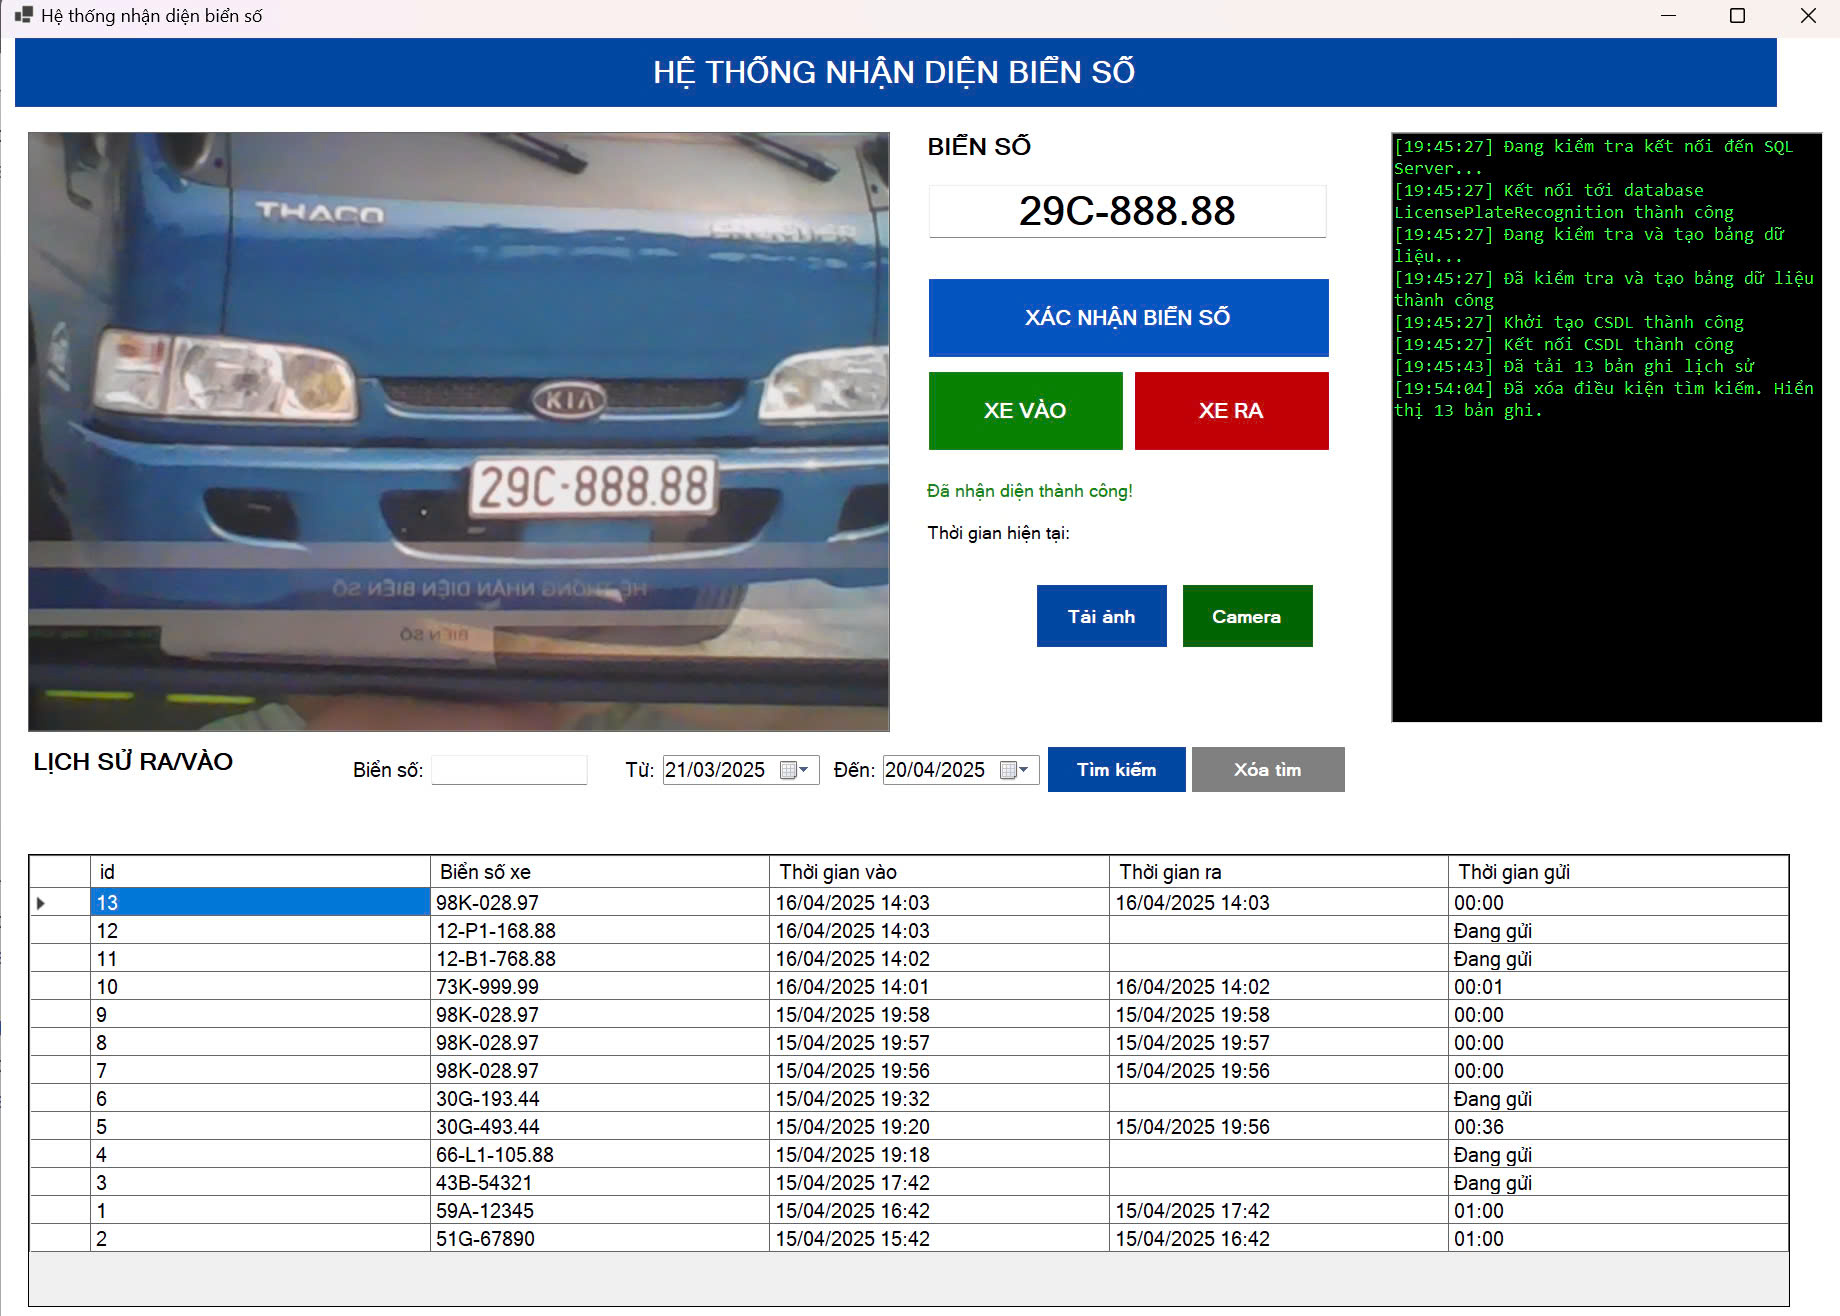 Hệ thống nhận diện biển số
HỆ THỐNG NHẬN DIỆN BIỂN SỐ
THACO
KIA
29C-888.88
HỆ THỐNG NHẬN DIỆN BIỂN SỐ
BIỂN SỐ
BIỂN SỐ
29C-888.88
XÁC NHẬN BIỂN SỐ
XE VÀO
XE RA
Đã nhận diện thành công!
Thời gian hiện tại:
Tải ảnh
Camera
[19:45:27] Đang kiểm tra kết nối đến SQL
Server...
[19:45:27] Kết nối tới database
LicensePlateRecognition thành công
[19:45:27] Đang kiểm tra và tạo bảng dữ
liệu...
[19:45:27] Đã kiểm tra và tạo bảng dữ liệu
thành công
[19:45:27] Khởi tạo CSDL thành công
[19:45:27] Kết nối CSDL thành công
[19:45:43] Đã tải 13 bản ghi lịch sử
[19:54:04] Đã xóa điều kiện tìm kiếm. Hiển
thị 13 bản ghi.
LỊCH SỬ RA/VÀO
Biển số:
Từ: 21/03/2025
Đến: 20/04/2025
Tìm kiếm
Xóa tìm
id Biển số xe Thời gian vào Thời gian ra Thời gian gửi
13 98K-028.97 16/04/2025 14:03 16/04/2025 14:03 00:00
12 12-P1-168.88 16/04/2025 14:03 Đang gửi
11 12-B1-768.88 16/04/2025 14:02 Đang gửi
10 73K-999.99 16/04/2025 14:01 16/04/2025 14:02 00:01
9 98K-028.97 15/04/2025 19:58 15/04/2025 19:58 00:00
8 98K-028.97 15/04/2025 19:57 15/04/2025 19:57 00:00
7 98K-028.97 15/04/2025 19:56 15/04/2025 19:56 00:00
6 30G-193.44 15/04/2025 19:32 Đang gửi
5 30G-493.44 15/04/2025 19:20 15/04/2025 19:56 00:36
4 66-L1-105.88 15/04/2025 19:18 Đang gửi
3 43B-54321 15/04/2025 17:42 Đang gửi
1 59A-12345 15/04/2025 16:42 15/04/2025 17:42 01:00
2 51G-67890 15/04/2025 15:42 15/04/2025 16:42 01:00